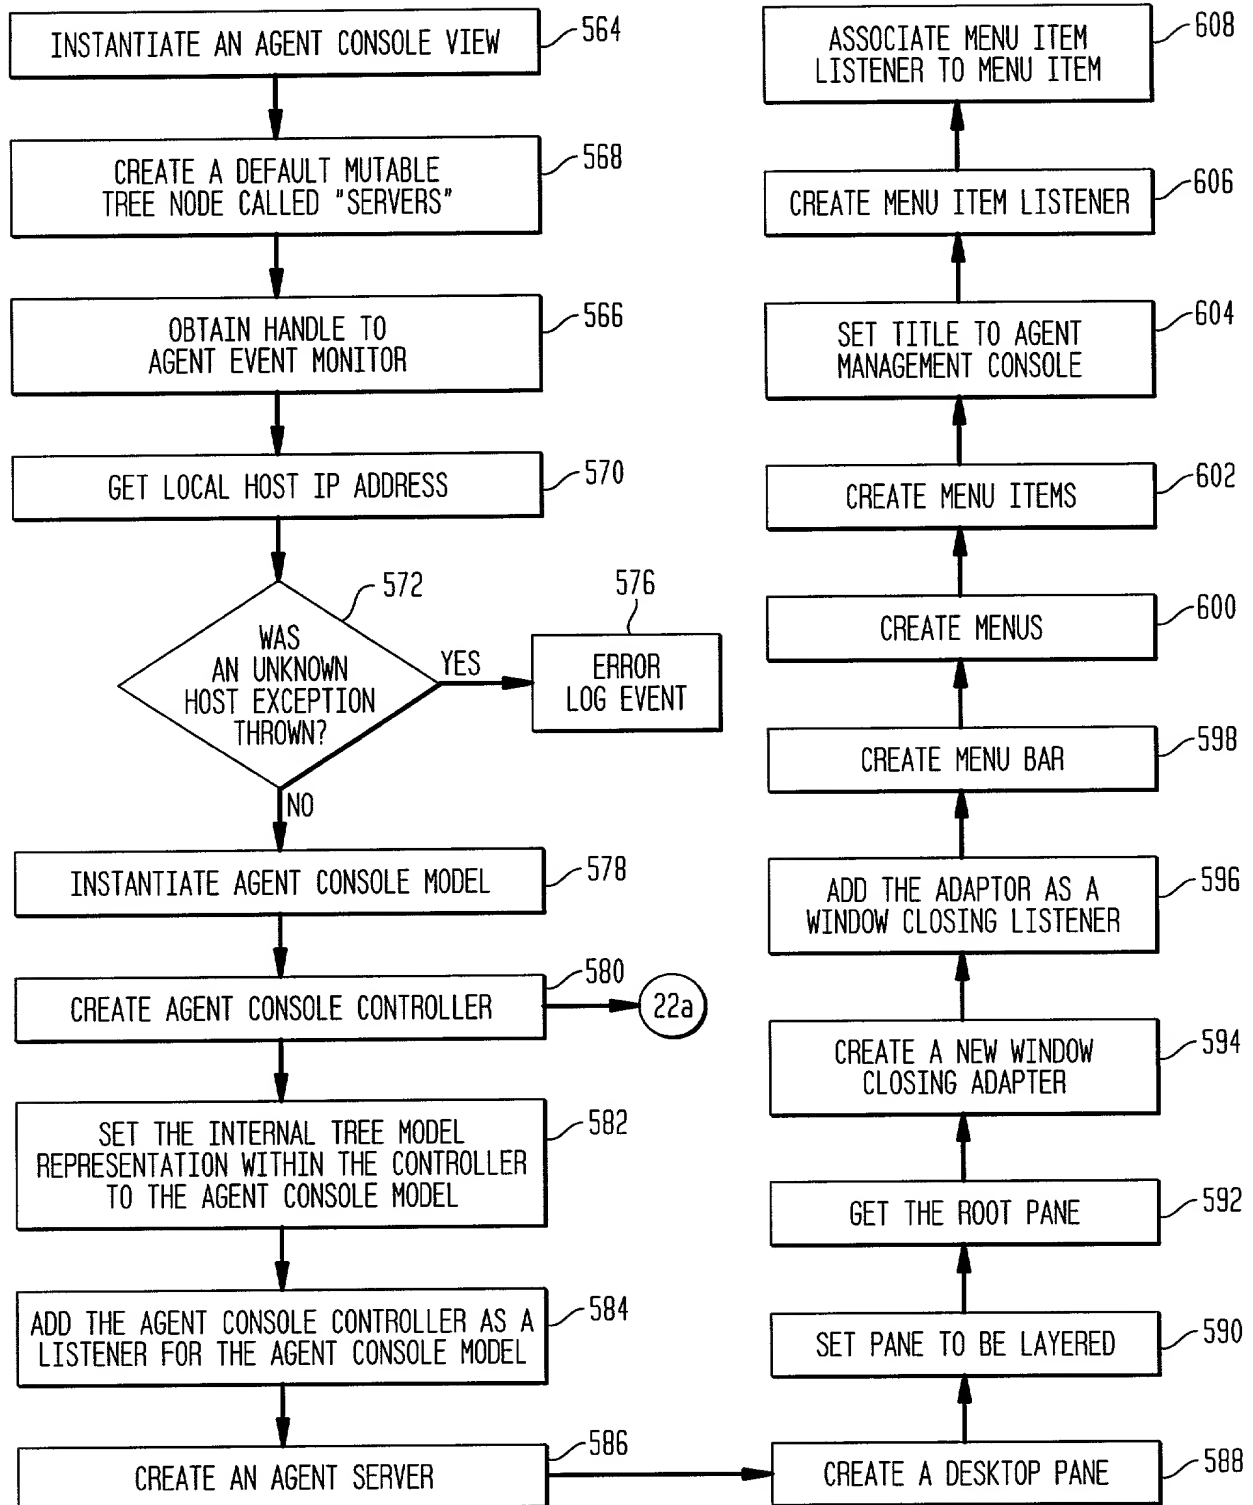 INSTANTIATE AN AGENT CONSOLE VIEW
564
CREATE A DEFAULT MUTABLE
TREE NODE CALLED "SERVERS"
568
OBTAIN HANDLE TO
AGENT EVENT MONITOR
566
GET LOCAL HOST IP ADDRESS
570
572
WAS
AN UNKNOWN
HOST EXCEPTION
THROWN?
YES
576
ERROR
LOG EVENT
NO
INSTANTIATE AGENT CONSOLE MODEL
578
CREATE AGENT CONSOLE CONTROLLER
580
22a
SET THE INTERNAL TREE MODEL
REPRESENTATION WITHIN THE CONTROLLER
TO THE AGENT CONSOLE MODEL
582
ADD THE AGENT CONSOLE CONTROLLER AS A
LISTENER FOR THE AGENT CONSOLE MODEL
584
CREATE AN AGENT SERVER
586
CREATE A DESKTOP PANE
588
SET PANE TO BE LAYERED
590
GET THE ROOT PANE
592
CREATE A NEW WINDOW
CLOSING ADAPTER
594
ADD THE ADAPTOR AS A
WINDOW CLOSING LISTENER
596
CREATE MENU BAR
598
CREATE MENUS
600
CREATE MENU ITEMS
602
SET TITLE TO AGENT
MANAGEMENT CONSOLE
604
CREATE MENU ITEM LISTENER
606
ASSOCIATE MENU ITEM
LISTENER TO MENU ITEM
608